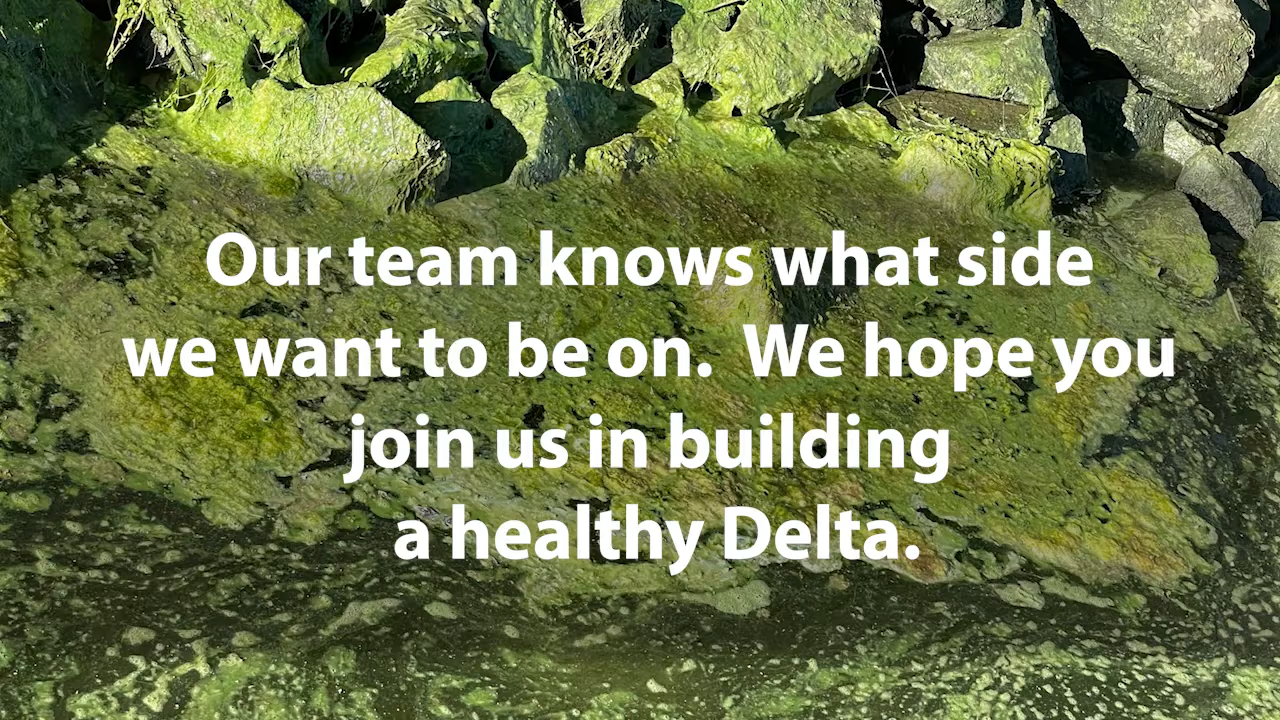 Our team knows what side
we want to be on.  We hope you
join us in building
a healthy Delta.